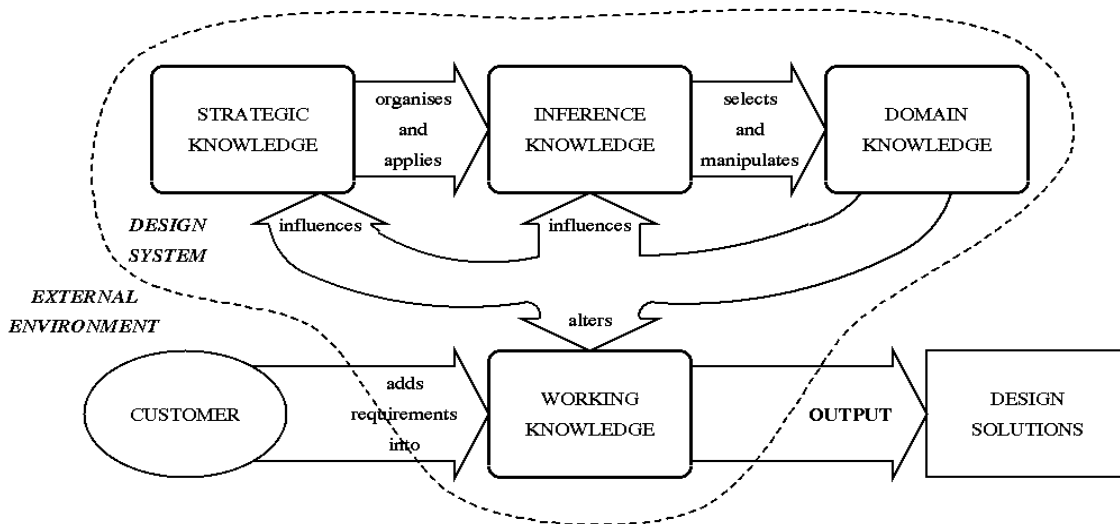 STRATEGIC
KNOWLEDGE
organises
and
applies
INFERENCE
KNOWLEDGE
selects
and
manipulates
DOMAIN
KNOWLEDGE
influences
influences
DESIGN
SYSTEM
EXTERNAL
ENVIRONMENT
alters
CUSTOMER
adds
requirements
into
WORKING
KNOWLEDGE
OUTPUT
DESIGN
SOLUTIONS